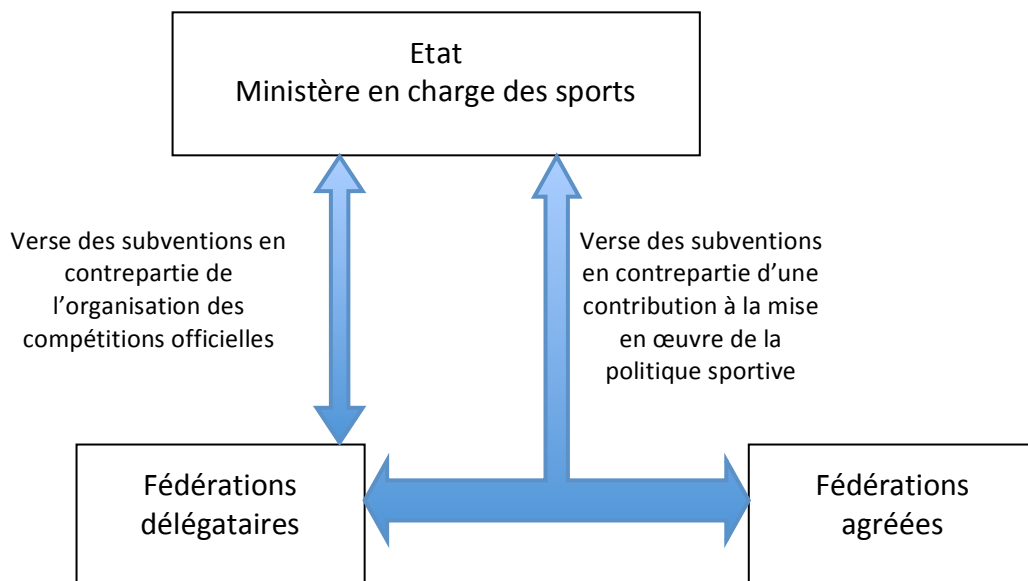 Etat
Ministère en charge des sports
Verse des subventions en
contrepartie de
l’organisation des
compétitions officielles
Verse des subventions
en contrepartie d’une
contribution à la mise
en œuvre de la
politique sportive
Fédérations
délégataires
Fédérations
agréées